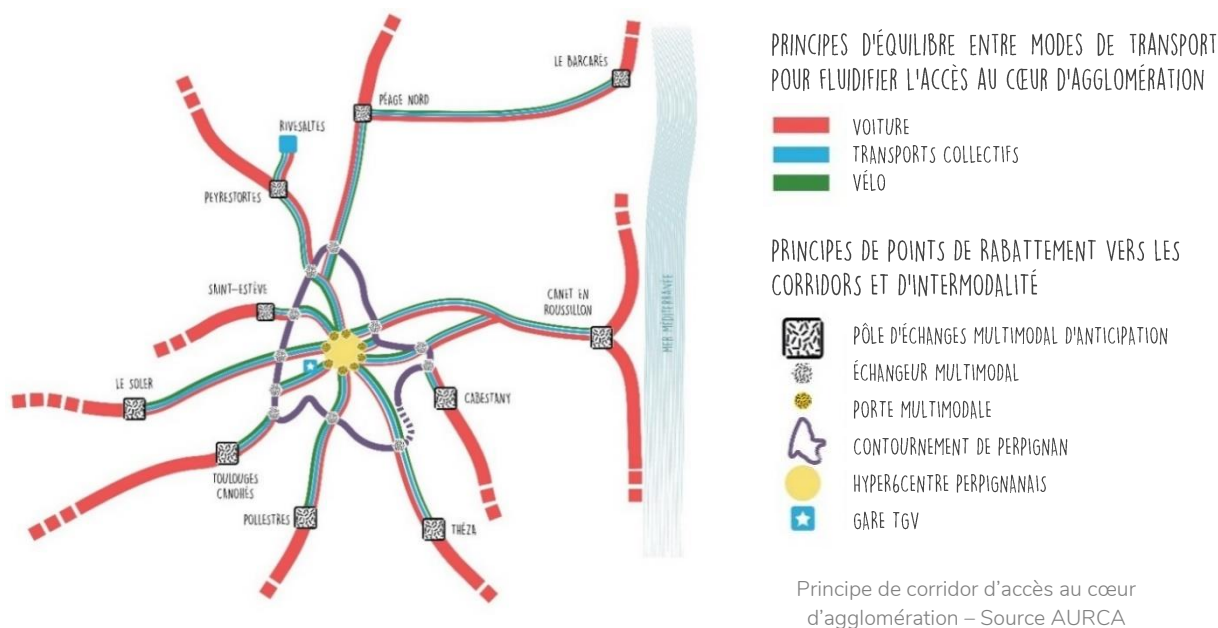 LE BARCARÈS
PÉAGE NORD
RIVESALTES
PEYRESTORTES
SAINT-ESTÈVE
CANET EN
ROUSSILLON
MER MÉDITERRANÉE
LE SOLER
CABESTANY
TOULOUGES
CANOHÉS
POLLESTRES
THÉZA
PRINCIPES D'ÉQUILIBRE ENTRE MODES DE TRANSPORT
POUR FLUIDIFIER L'ACCÈS AU CŒUR D'AGGLOMÉRATION
VOITURE
TRANSPORTS COLLECTIFS
VÉLO
PRINCIPES DE POINTS DE RABATTEMENT VERS LES
CORRIDORS ET D'INTERMODALITÉ
PÔLE D'ÉCHANGES MULTIMODAL D'ANTICIPATION
ÉCHANGEUR MULTIMODAL
PORTE MULTIMODALE
CONTOURNEMENT DE PERPIGNAN
HYPER6CENTRE PERPIGNANAIS
GARE TGV
Principe de corridor d'accès au cœur
d'agglomération – Source AURCA